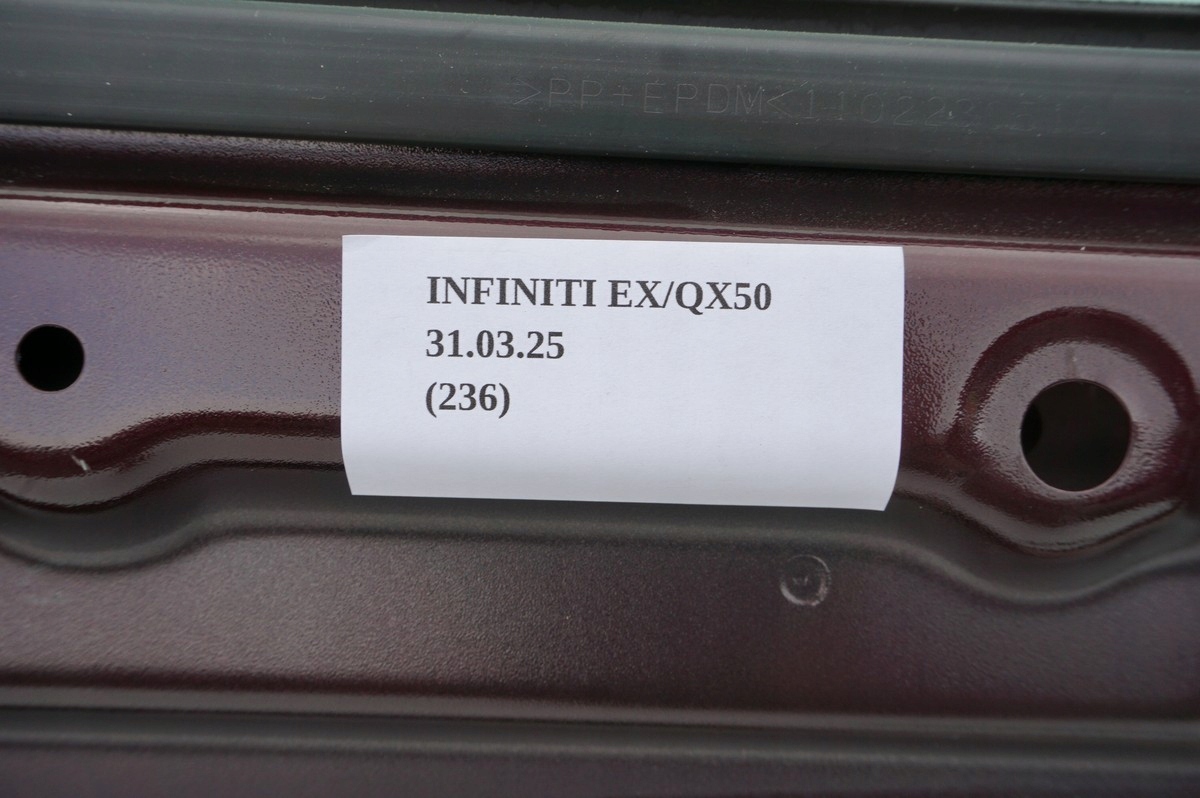 >PP+EPDM<
INFINITI EX/QX50
31.03.25
(236)